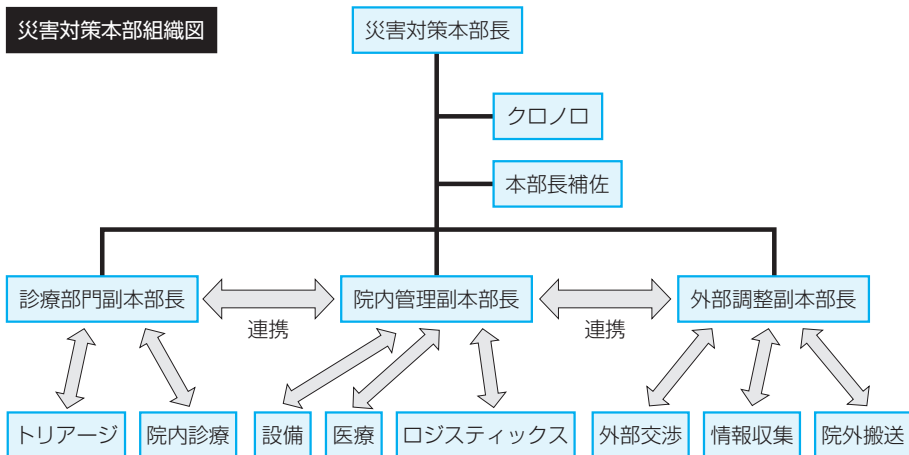 災害対策本部組織図
災害対策本部長
クロノロ
本部長補佐
診療部門副本部長
院内管理副本部長
外部調整副本部長
連携
連携
トリアージ
院内診療
設備
医療
ロジスティックス
外部交渉
情報収集
院外搬送